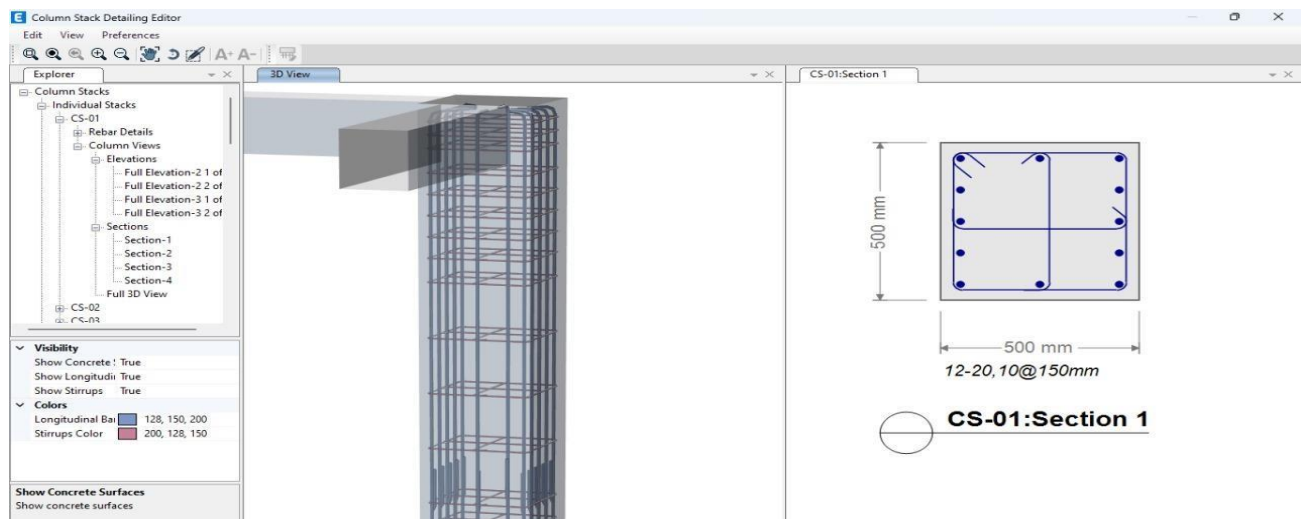 Column Stack Detailing Editor
Edit View Preferences
A+ A-
Explorer
Column Stacks
Individual Stacks
CS-01
Rebar Details
Column Views
Elevations
Full Elevation-2 1 of
Full Elevation-2 2 of
Full Elevation-3 1 of
Full Elevation-3 2 of
Sections
Section-1
Section-2
Section-3
Section-4
Full 3D View
CS-02
CS-03
Visibility
Show Concrete True
Show Longitudi True
Show Stirrups True
Colors
Longitudinal Ba 128, 150, 200
Stirrups Color 200, 128, 150
Show Concrete Surfaces
Show concrete surfaces
3D View
CS-01:Section 1
500 mm
500 mm
12-20,10@150mm
CS-01:Section 1